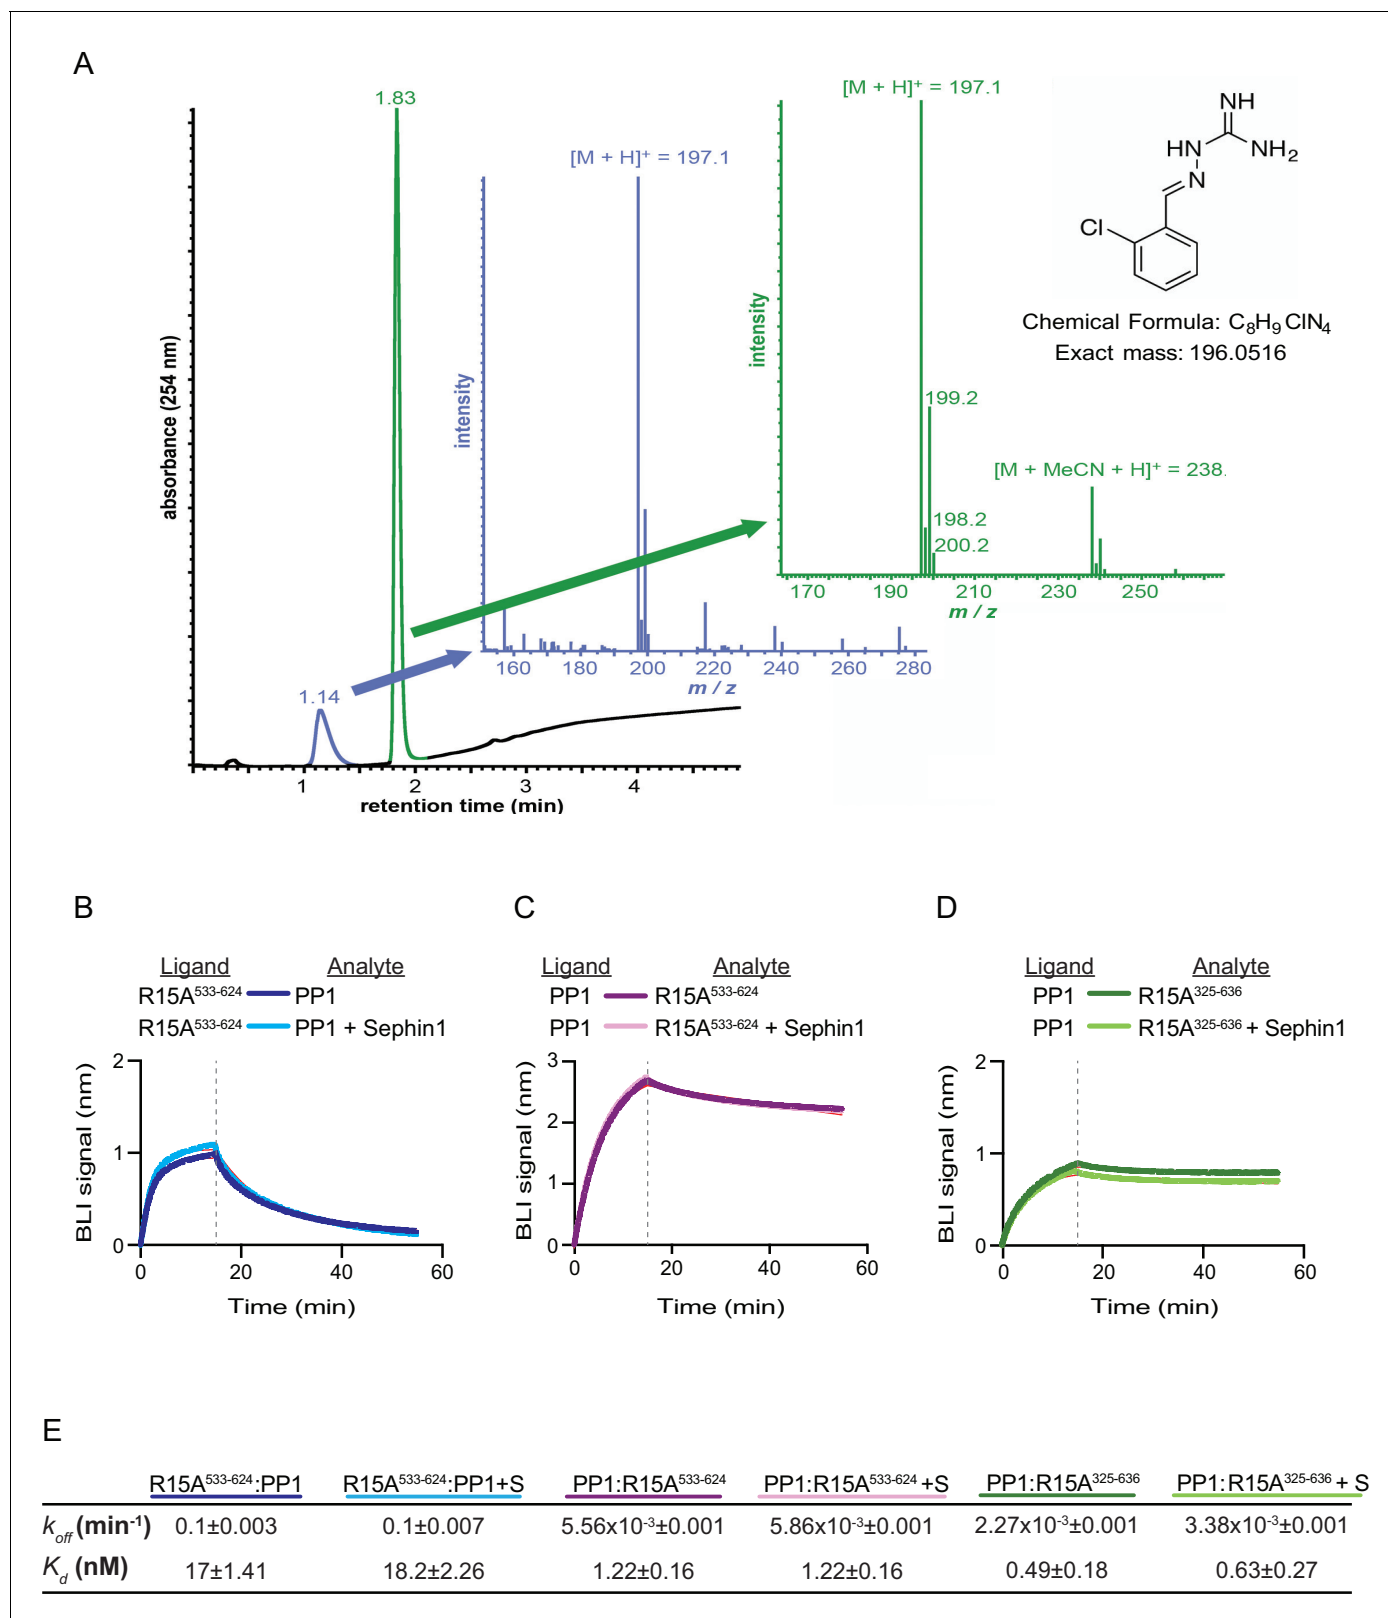 A
1.83
1.14
absorbance (254 nm)
1 2 3 4
retention time (min)
[M + H]⁺ = 197.1
intensity
160 180 200 220 240 260 280
m / z
[M + H]⁺ = 197.1
intensity
199.2
198.2
200.2
[M + MeCN + H]⁺ = 238.
170 190 210 230 250
m / z
NH
HN
NH₂
N
Cl
Chemical Formula: C₈H₉ClN₄
Exact mass: 196.0516
B
Ligand Analyte
R15A⁵³³⁻⁶²⁴ PP1
R15A⁵³³⁻⁶²⁴ PP1 + Sephin1
BLI signal (nm)
2
1
0
0 20 40 60
Time (min)
C
Ligand Analyte
PP1 R15A⁵³³⁻⁶²⁴
PP1 R15A⁵³³⁻⁶²⁴ + Sephin1
BLI signal (nm)
3
2
1
0
0 20 40 60
Time (min)
D
Ligand Analyte
PP1 R15A³²⁵⁻⁶³⁶
PP1 R15A³²⁵⁻⁶³⁶ + Sephin1
BLI signal (nm)
2
1
0
0 20 40 60
Time (min)
E
R15A⁵³³⁻⁶²⁴:PP1 R15A⁵³³⁻⁶²⁴:PP1+S PP1:R15A⁵³³⁻⁶²⁴ PP1:R15A⁵³³⁻⁶²⁴ +S PP1:R15A³²⁵⁻⁶³⁶ PP1:R15A³²⁵⁻⁶³⁶ + S
k_off (min⁻¹) 0.1±0.003 0.1±0.007 5.56x10⁻³±0.001 5.86x10⁻³±0.001 2.27x10⁻³±0.001 3.38x10⁻³±0.001
K_d (nM) 17±1.41 18.2±2.26 1.22±0.16 1.22±0.16 0.49±0.18 0.63±0.27